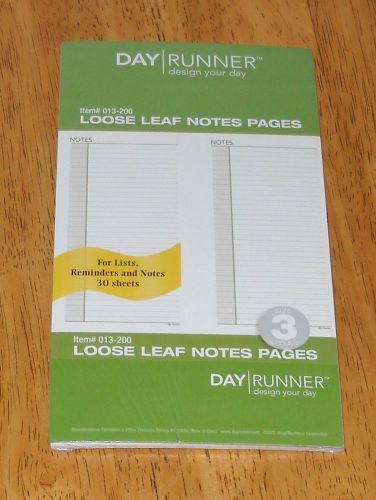 DAY|RUNNER™
design your day
Item# 013-200
LOOSE LEAF NOTES PAGES
NOTES
NOTES
For Lists,
Reminders and Notes
30 sheets
SIZE
3
Item# 013-200
LOOSE LEAF NOTES PAGES
DAY|RUNNER™
design your day